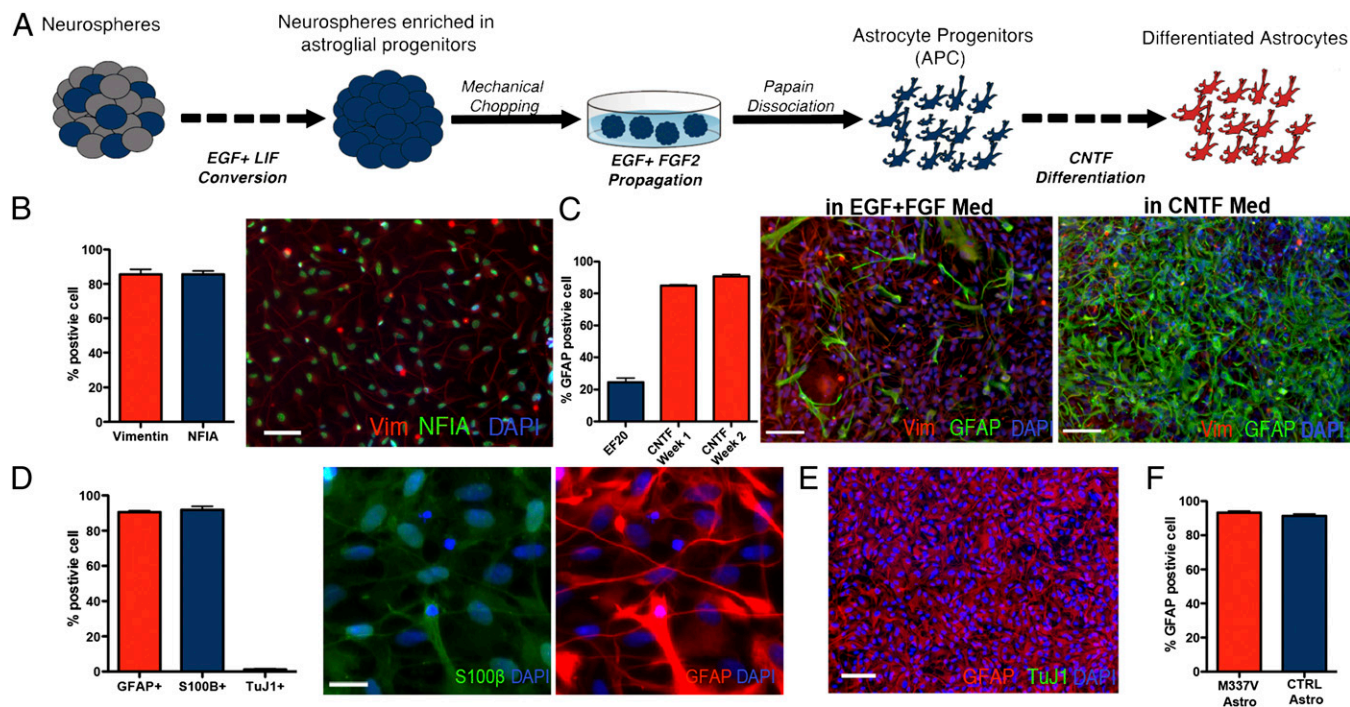 A
Neurospheres
Neurospheres enriched in
astroglial progenitors
Astrocyte Progenitors
(APC)
Differentiated Astrocytes
Mechanical
Chopping
Papain
Dissociation
EGF+ LIF
Conversion
EGF+ FGF2
Propagation
CNTF
Differentiation
B
% postivie cell
100
80
60
40
20
0
Vimentin
NFIA
Vim NFIA DAPI
C
in EGF+FGF Med
in CNTF Med
% GFAP postivie cell
100
80
60
40
20
0
EF20
CNTF
Week 1
CNTF
Week 2
Vim GFAP DAPI
Vim GFAP DAPI
D
% postivie cell
100
80
60
40
20
0
GFAP+
S100B+
TuJ1+
S100β DAPI
GFAP DAPI
E
GFAP TuJ1 DAPI
F
% GFAP postivie cell
100
80
60
40
20
0
M337V
Astro
CTRL
Astro